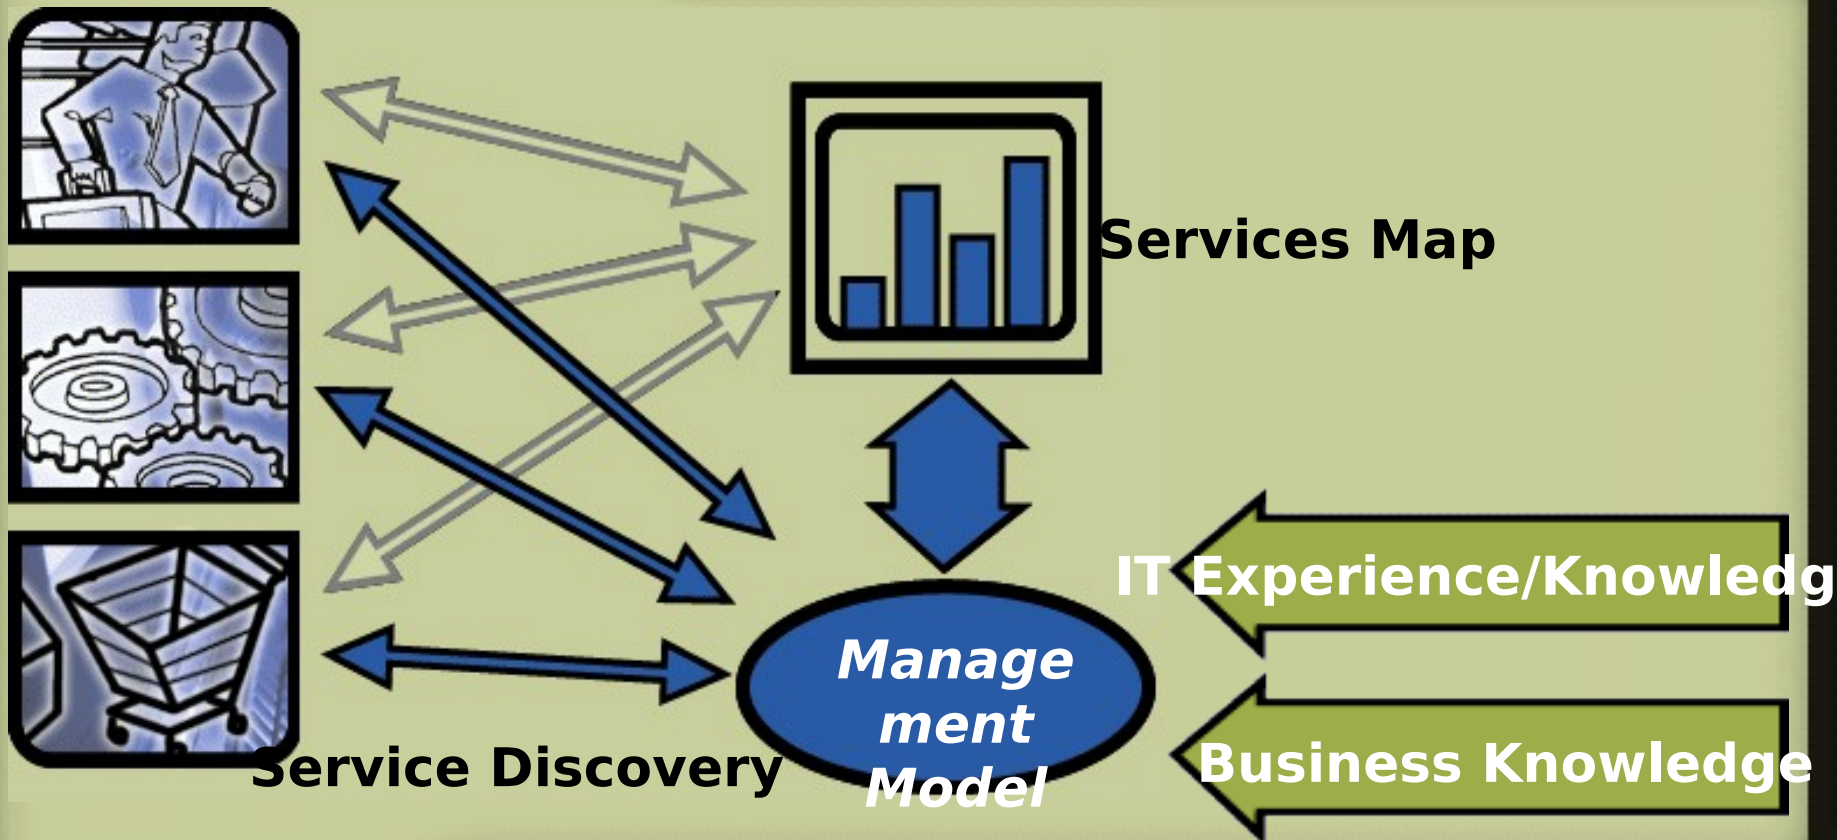 Services Map
IT Experience/Knowledg
Manage
ment
Model
Business Knowledge
Service Discovery